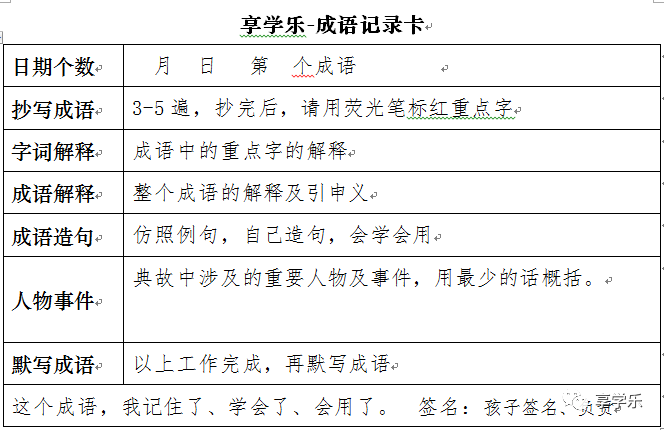 享学乐-成语记录卡
日期个数 月 日 第 个成语
抄写成语 3-5遍，抄完后，请用荧光笔标红重点字
字词解释 成语中的重点字的解释
成语解释 整个成语的解释及引申义
成语造句 仿照例句，自己造句，会学会用
人物事件 典故中涉及的重要人物及事件，用最少的话概括。
默写成语 以上工作完成，再默写成语
这个成语，我记住了、学会了、会用了。 签名：孩子签名、负责
享学乐